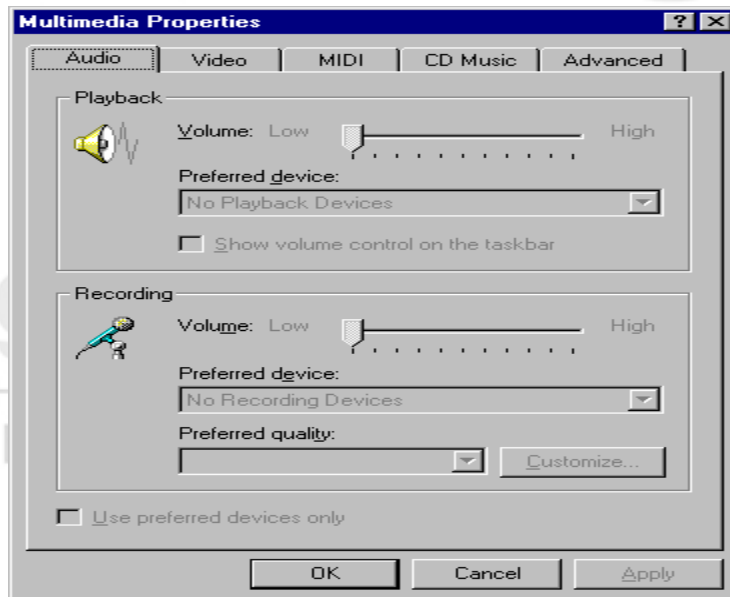 Multimedia Properties
Audio Video MIDI CD Music Advanced
Playback
Volume: Low High
Preferred device:
No Playback Devices
Show volume control on the taskbar
Recording
Volume: Low High
Preferred device:
No Recording Devices
Preferred quality:
Customize...
Use preferred devices only
OK Cancel Apply